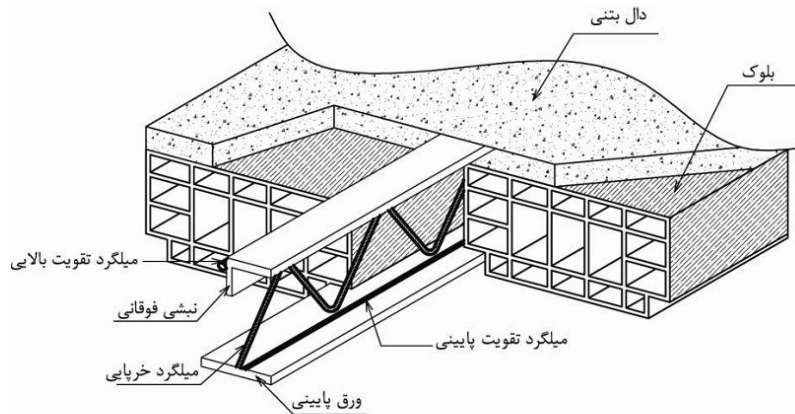 دال بتنی
بلوک
میلگرد تقویت بالایی
نبشی فوقانی
میلگرد تقویت پایینی
میلگرد خرپایی
ورق پایینی